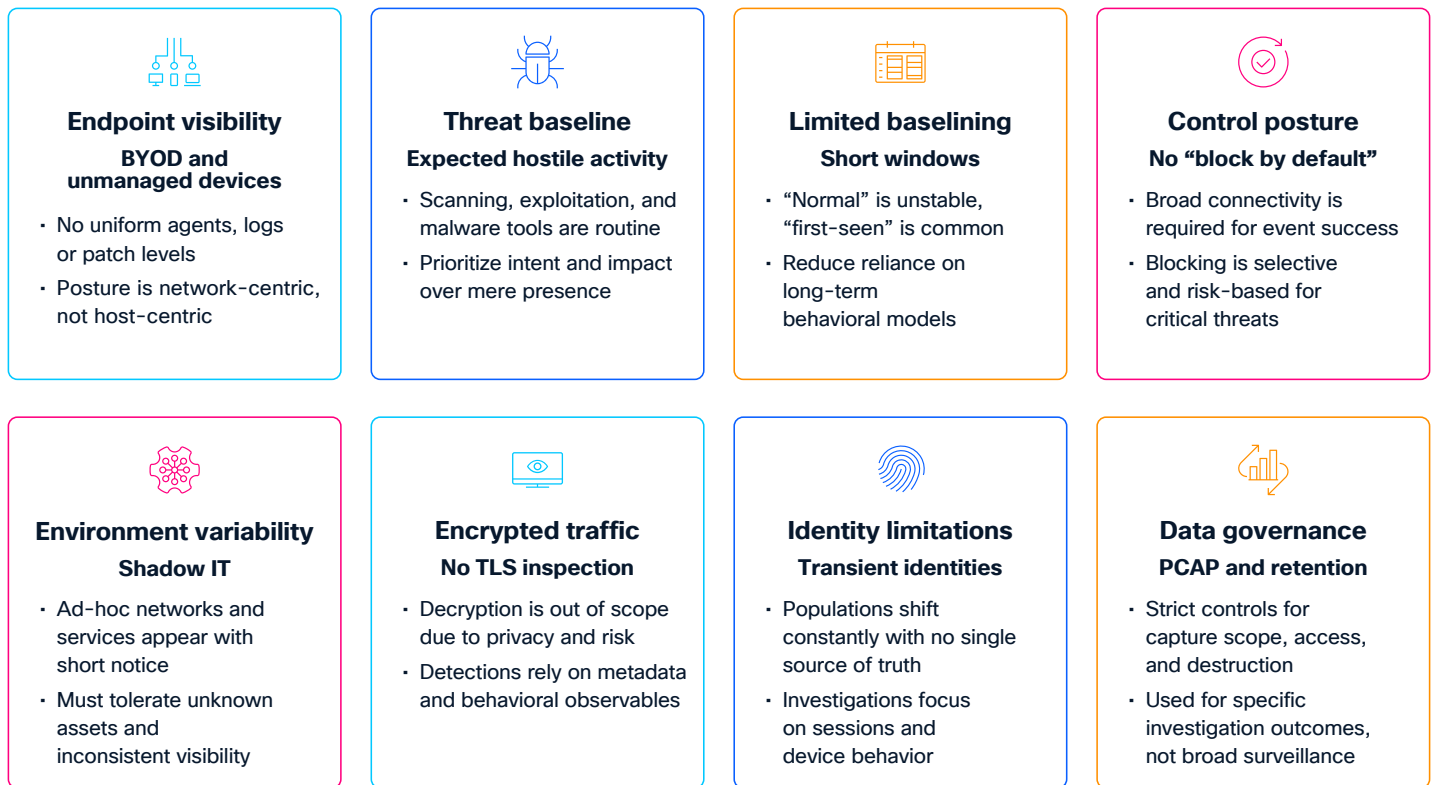 Endpoint visibility
BYOD and
unmanaged devices
· No uniform agents, logs
or patch levels
· Posture is network-centric,
not host-centric
Threat baseline
Expected hostile activity
· Scanning, exploitation, and
malware tools are routine
· Prioritize intent and impact
over mere presence
Limited baselining
Short windows
· “Normal” is unstable,
“first-seen” is common
· Reduce reliance on
long-term
behavioral models
Control posture
No “block by default”
· Broad connectivity is
required for event success
· Blocking is selective
and risk-based for
critical threats
Environment variability
Shadow IT
· Ad-hoc networks and
services appear with
short notice
· Must tolerate unknown
assets and
inconsistent visibility
Encrypted traffic
No TLS inspection
· Decryption is out of scope
due to privacy and risk
· Detections rely on metadata
and behavioral observables
Identity limitations
Transient identities
· Populations shift
constantly with no single
source of truth
· Investigations focus
on sessions and
device behavior
Data governance
PCAP and retention
· Strict controls for
capture scope, access,
and destruction
· Used for specific
investigation outcomes,
not broad surveillance